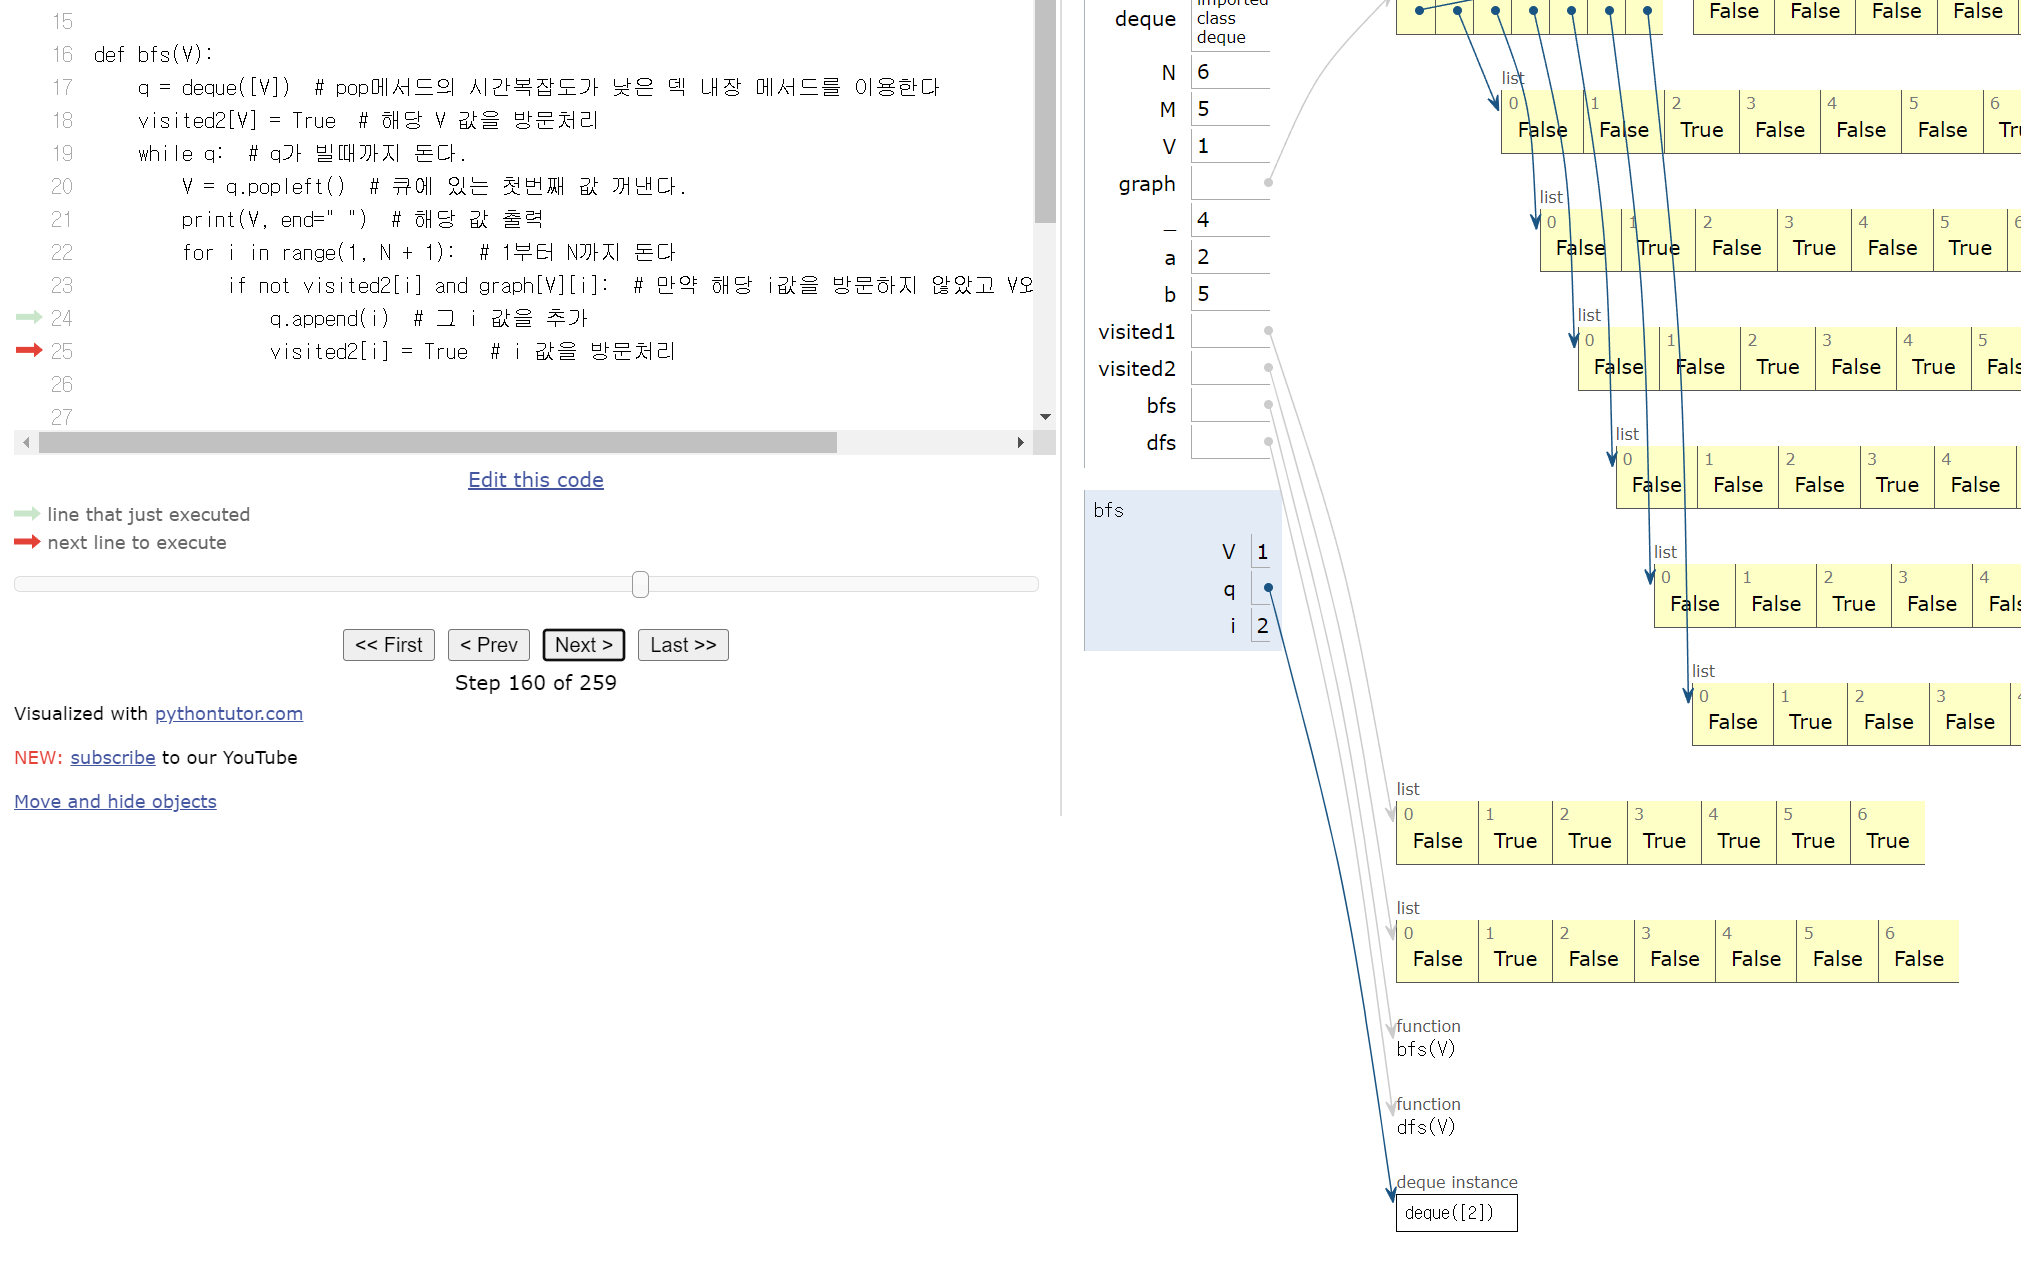 15
16 def bfs(V):
17 q = deque([V]) # pop메서드의 시간복잡도가 낮은 덱 내장 메서드를 이용한다
18 visited2[V] = True # 해당 V 값을 방문처리
19 while q: # q가 빌때까지 돈다.
20 V = q.popleft() # 큐에 있는 첫번째 값 꺼낸다.
21 print(V, end=" ") # 해당 값 출력
22 for i in range(1, N + 1): # 1부터 N까지 돈다
23 if not visited2[i] and graph[V][i]: # 만약 해당 i값을 방문하지 않았고 V와
24 q.append(i) # 그 i 값을 추가
25 visited2[i] = True # i 값을 방문처리
26
27
Edit this code
line that just executed
next line to execute
<< First < Prev Next > Last >>
Step 160 of 259
Visualized with pythontutor.com
NEW: subscribe to our YouTube
Move and hide objects
deque imported
class
deque
N 6
M 5
V 1
graph
_ 4
a 2
b 5
visited1
visited2
bfs
dfs
bfs
V 1
q
i 2
False False False False
list
0 1 2 3 4 5 6
False False True False False False
list
0 1 2 3 4 5 6
False True False True False True
list
0 1 2 3 4 5
False False True False True
list
0 1 2 3 4
False False False True False
list
0 1 2 3 4
False False True False
list
0 1 2 3
False True False False
list
0 1 2 3 4 5 6
False True True True True True True
list
0 1 2 3 4 5 6
False True False False False False False
function
bfs(V)
function
dfs(V)
deque instance
deque([2])